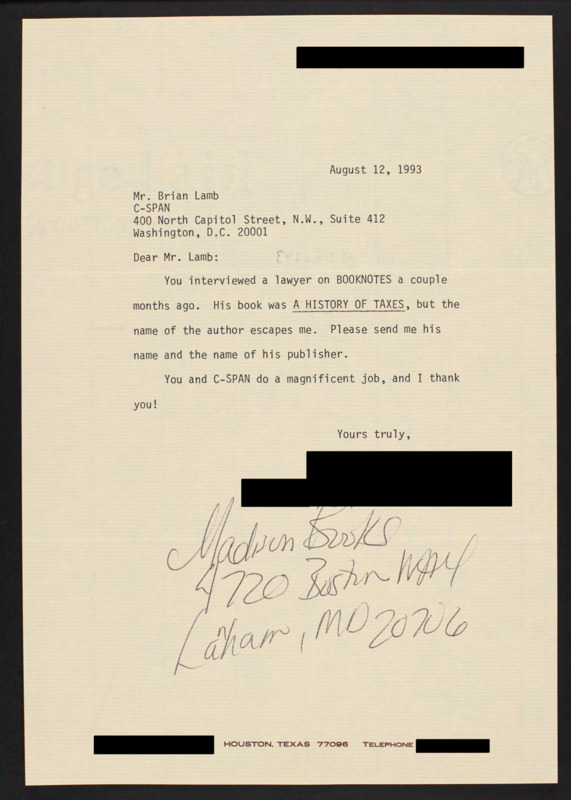 August 12, 1993
Mr. Brian Lamb
C-SPAN
400 North Capitol Street, N.W., Suite 412
Washington, D.C. 20001
Dear Mr. Lamb:
You interviewed a lawyer on BOOKNOTES a couple
months ago. His book was A HISTORY OF TAXES, but the
name of the author escapes me. Please send me his
name and the name of his publisher.
You and C-SPAN do a magnificent job, and I thank
you!
Yours truly,
Madison Books
4720 Boston WAY
Lanham, MD 20706
HOUSTON, TEXAS 77096 TELEPHONE